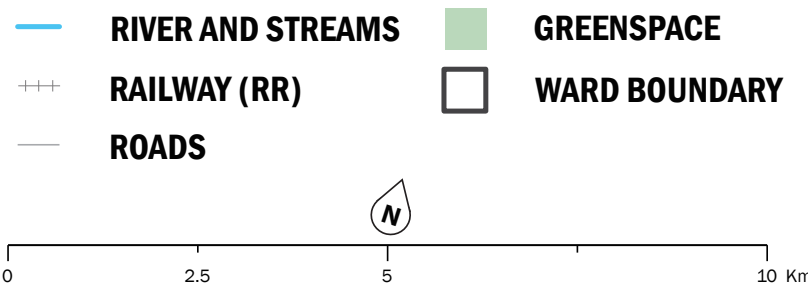 RIVER AND STREAMS GREENSPACE
RAILWAY (RR) WARD BOUNDARY
ROADS
N
0 2.5 5 10 Km